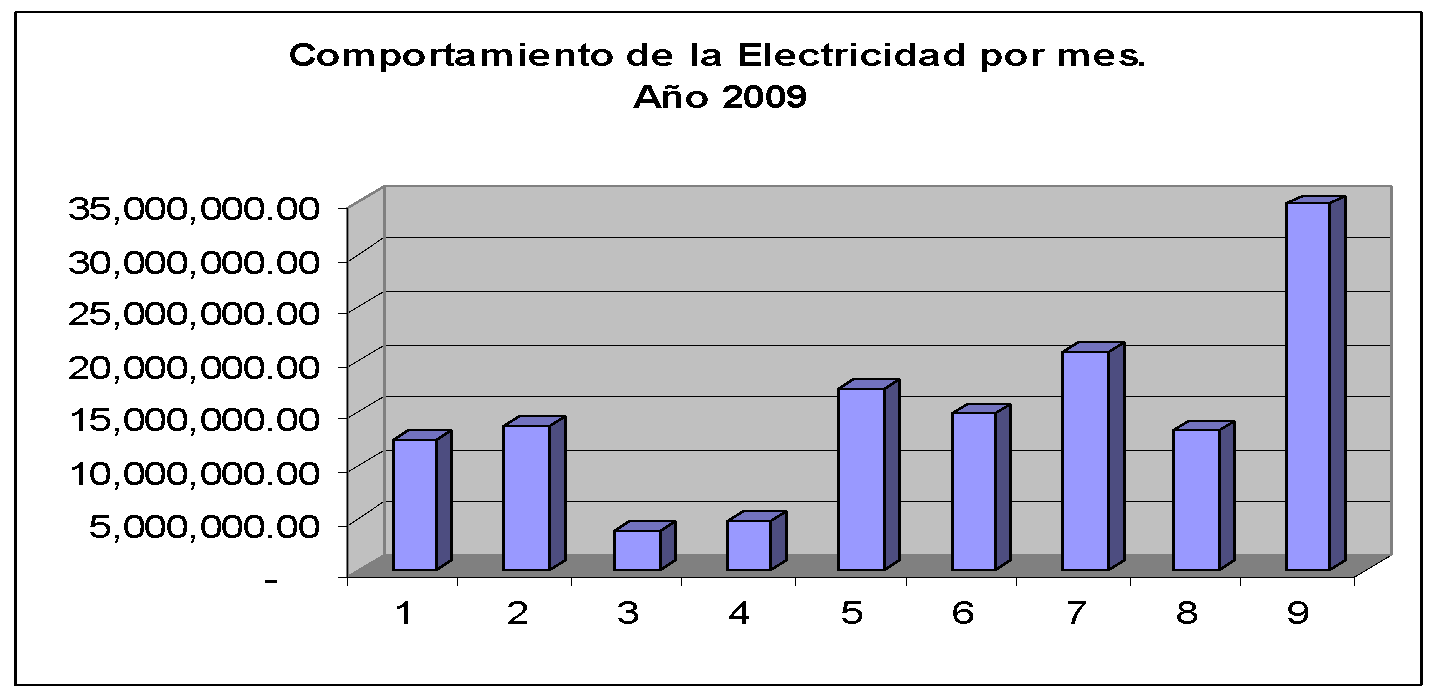 Comportamiento de la Electricidad por mes.
Año 2009
35,000,000.00
30,000,000.00
25,000,000.00
20,000,000.00
15,000,000.00
10,000,000.00
5,000,000.00
-
1 2 3 4 5 6 7 8 9